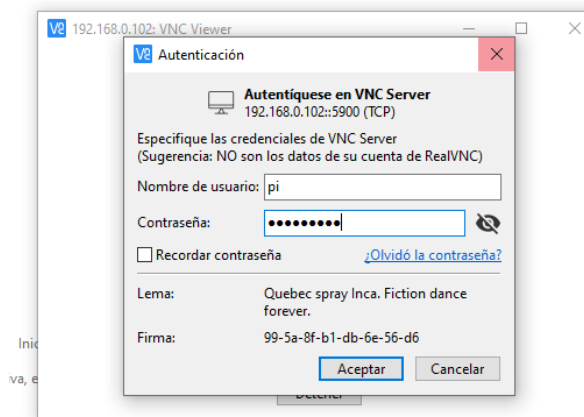 192.168.0.102: VNC Viewer
Autenticación
Autentíquese en VNC Server
192.168.0.102::5900 (TCP)
Especifique las credenciales de VNC Server
(Sugerencia: NO son los datos de su cuenta de RealVNC)
Nombre de usuario: pi
Contraseña: •••••••••
Recordar contraseña ¿Olvidó la contraseña?
Lema: Quebec spray Inca. Fiction dance
forever.
Firma: 99-5a-8f-b1-db-6e-56-d6
Aceptar Cancelar
Detener